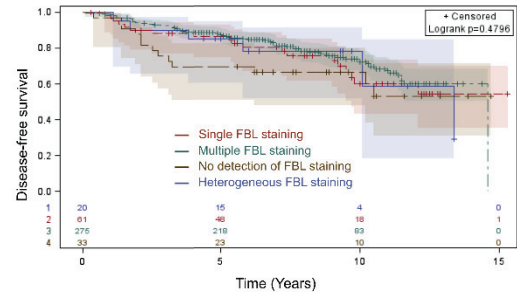 + Censored
Logrank p=0.4796
Disease-free survival
1.0
0.8
0.6
0.4
0.2
0.0
Single FBL staining
Multiple FBL staining
No detection of FBL staining
Heterogeneous FBL staining
1 20 15 4 0
2 61 48 18 1
3 275 218 83 0
4 33 23 10 0
0 5 10 15
Time (Years)